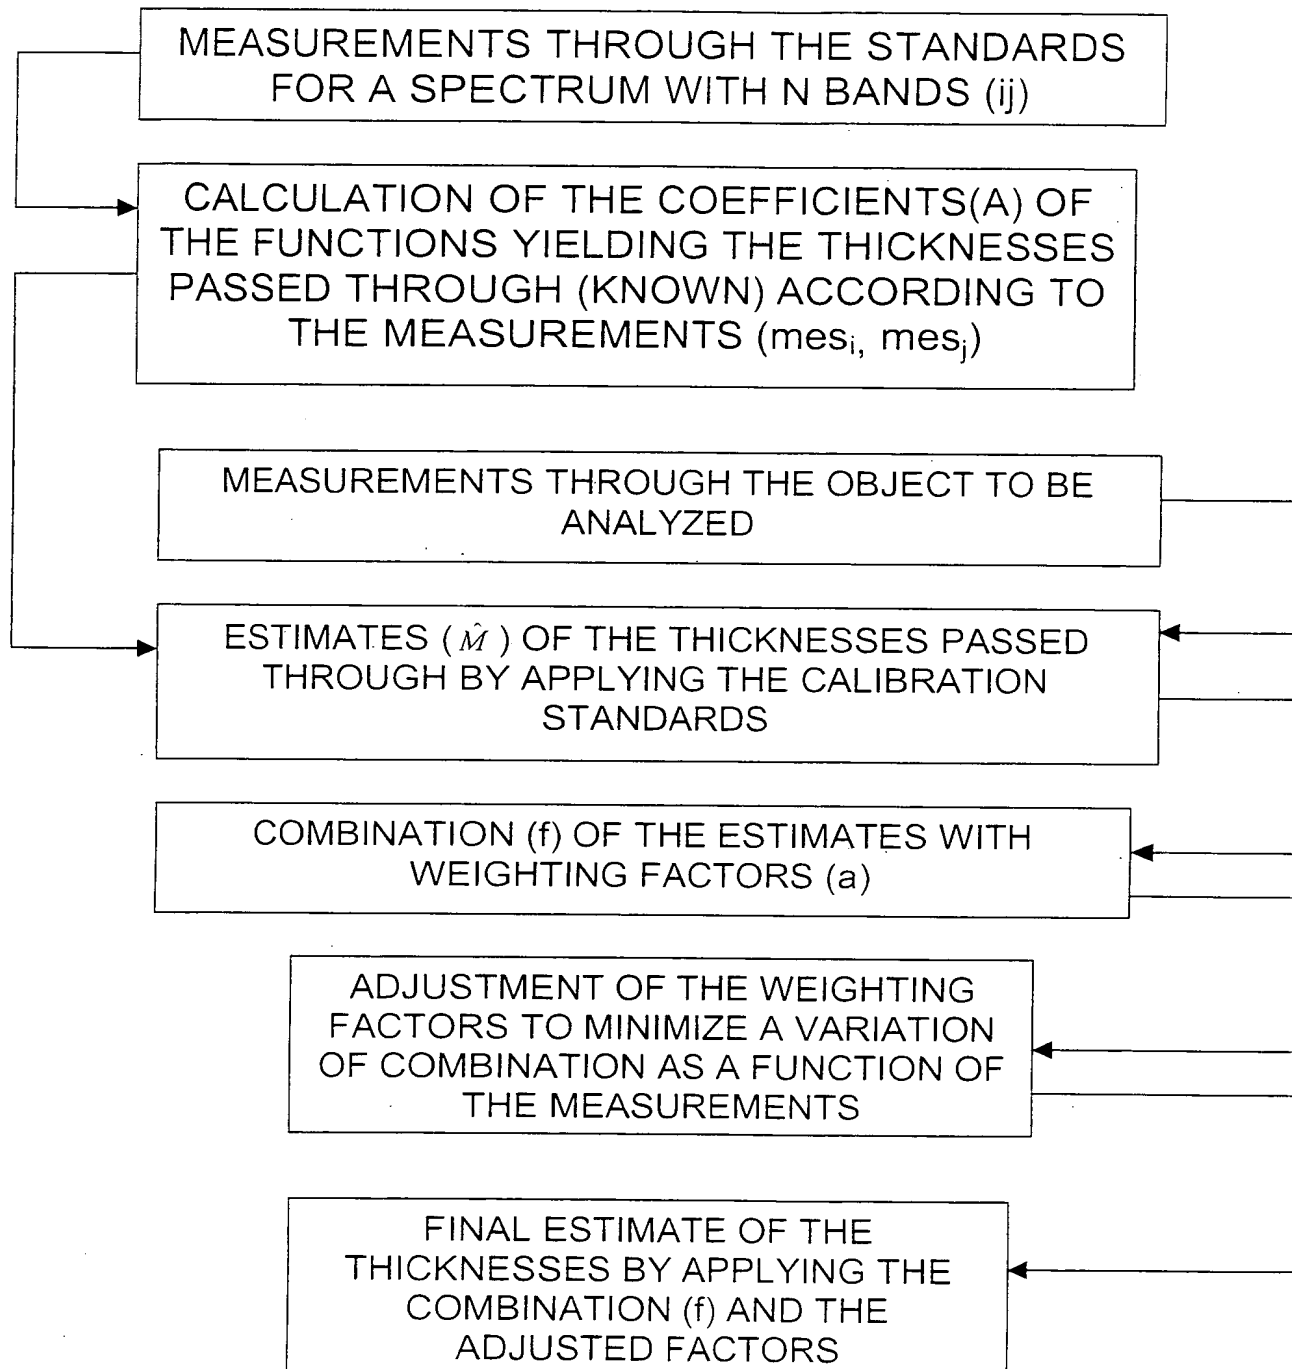 MEASUREMENTS THROUGH THE STANDARDS
FOR A SPECTRUM WITH N BANDS (ij)
CALCULATION OF THE COEFFICIENTS(A) OF
THE FUNCTIONS YIELDING THE THICKNESSES
PASSED THROUGH (KNOWN) ACCORDING TO
THE MEASUREMENTS (mesᵢ, mesⱼ)
MEASUREMENTS THROUGH THE OBJECT TO BE
ANALYZED
ESTIMATES (M̂) OF THE THICKNESSES PASSED
THROUGH BY APPLYING THE CALIBRATION
STANDARDS
COMBINATION (f) OF THE ESTIMATES WITH
WEIGHTING FACTORS (a)
ADJUSTMENT OF THE WEIGHTING
FACTORS TO MINIMIZE A VARIATION
OF COMBINATION AS A FUNCTION OF
THE MEASUREMENTS
FINAL ESTIMATE OF THE
THICKNESSES BY APPLYING THE
COMBINATION (f) AND THE
ADJUSTED FACTORS